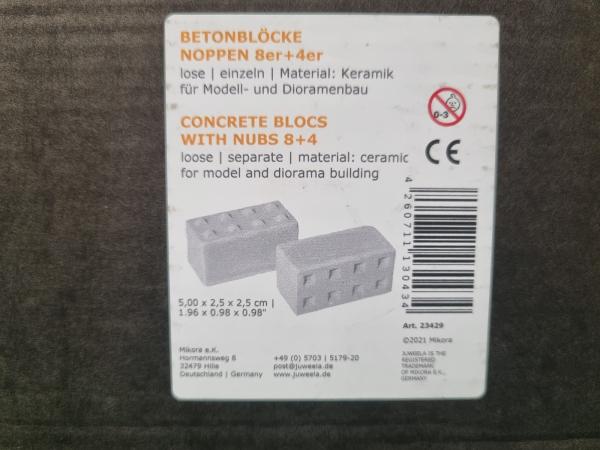 BETONBLÖCKE
NOPPEN 8er+4er
lose | einzeln | Material: Keramik
für Modell- und Dioramenbau
0-3
CONCRETE BLOCS
WITH NUBS 8+4
loose | separate | material: ceramic
for model and diorama building
CE
4 260711 130434
5,00 x 2,5 x 2,5 cm |
1.96 x 0.98 x 0.98"
Art. 23429
©2021 Mikora
Mikora e.K.
Hormannsweg 8
32479 Hille
Deutschland | Germany
+49 (0) 5703 | 5179-20
post@juweela.de
www.juweela.de
JUWEELA IS THE
REGISTERED
TRADEMARK
OF MIKORA E.K.,
GERMANY